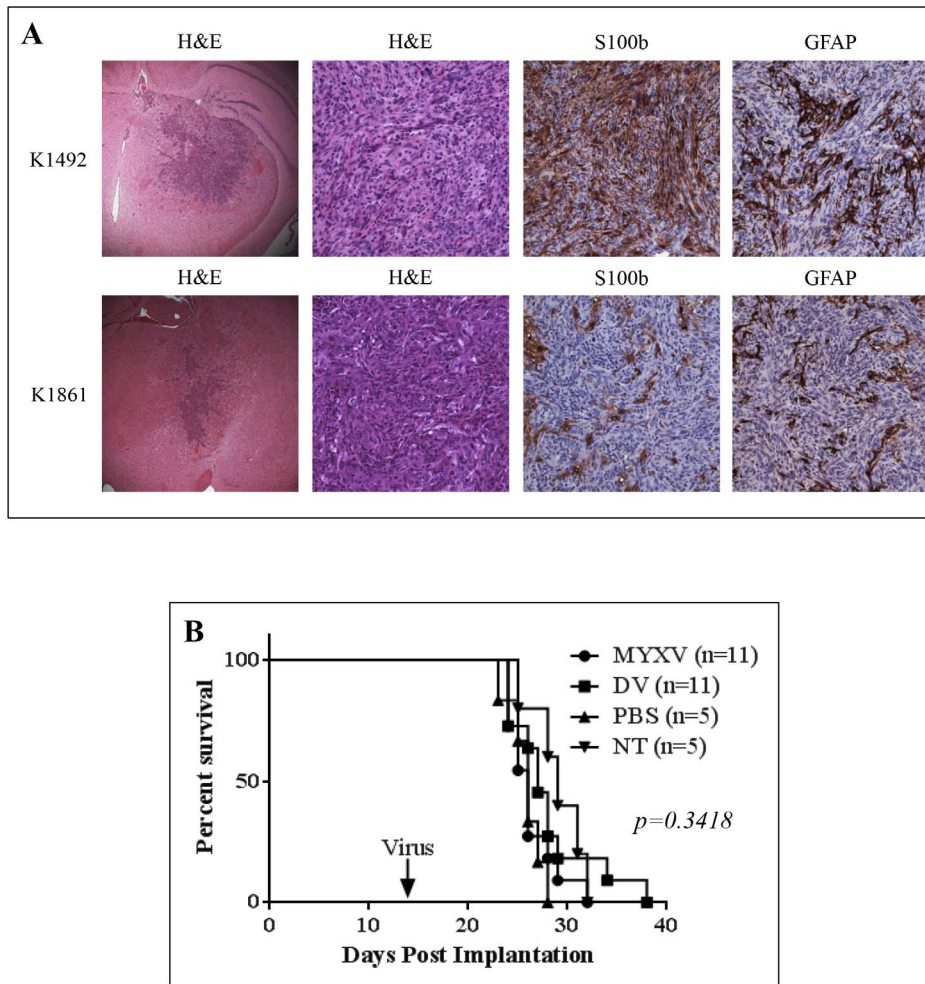 A
H&E H&E S100b GFAP
K1492
H&E H&E S100b GFAP
K1861
B
MYXV (n=11)
DV (n=11)
PBS (n=5)
NT (n=5)
p=0.3418
Virus
Percent survival
100
50
0
0 10 20 30 40
Days Post Implantation